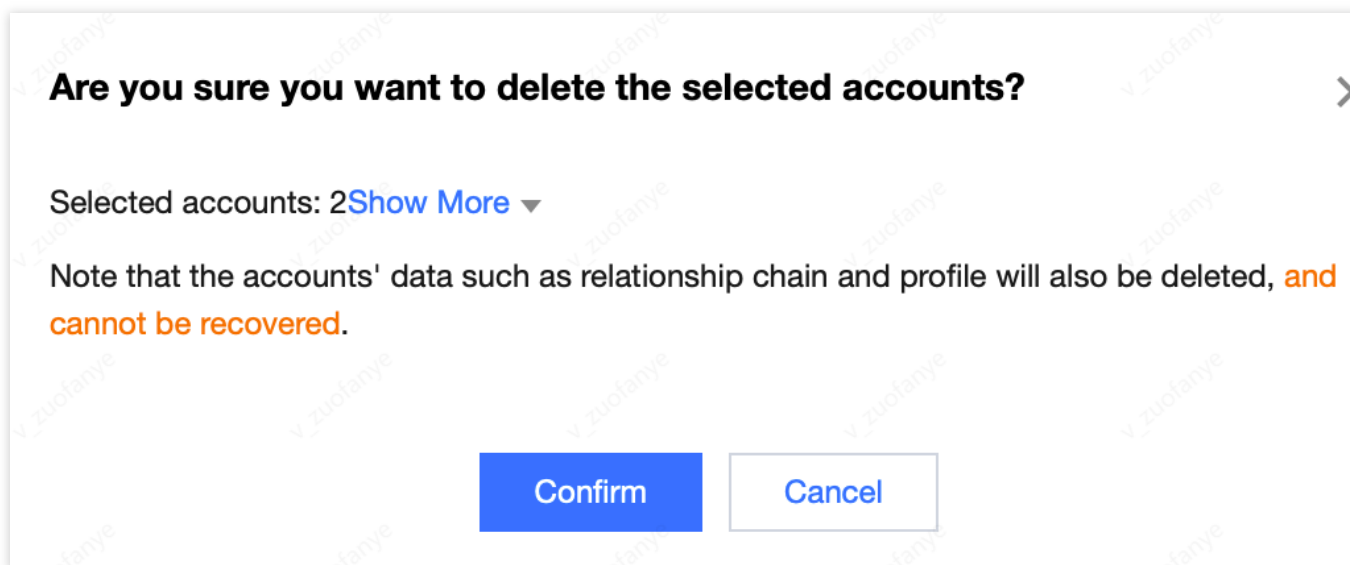 Are you sure you want to delete the selected accounts?
Selected accounts: 2Show More
Note that the accounts' data such as relationship chain and profile will also be deleted, and
cannot be recovered.
v_zuofanye
Confirm
Cancel